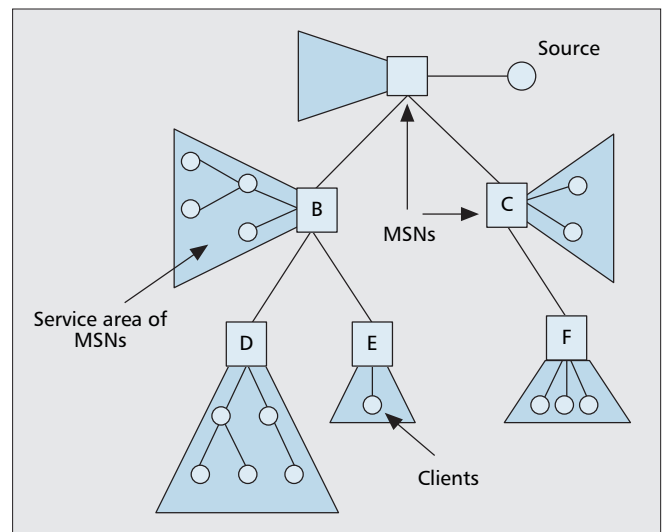 Source
B
C
MSNs
Service area of
MSNs
D
E
F
Clients